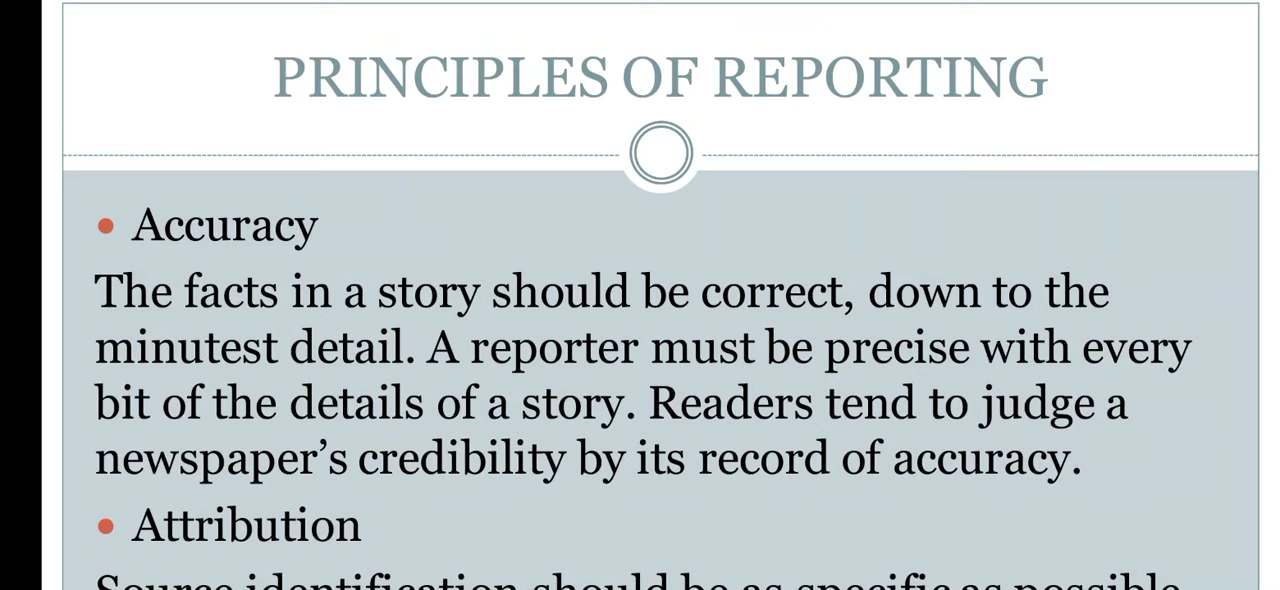 PRINCIPLES OF REPORTING
Accuracy
The facts in a story should be correct, down to the
minutest detail. A reporter must be precise with every
bit of the details of a story. Readers tend to judge a
newspaper’s credibility by its record of accuracy.
Attribution
Source identification should be as specific as possible